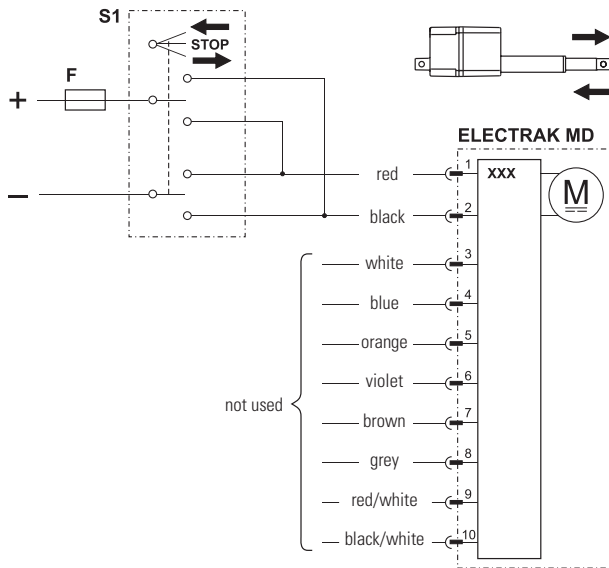 S1
STOP
F
+
–
ELECTRAK MD
red
1
XXX
M
black
2
white
3
blue
4
orange
5
violet
6
not used
brown
7
grey
8
red/white
9
black/white
10